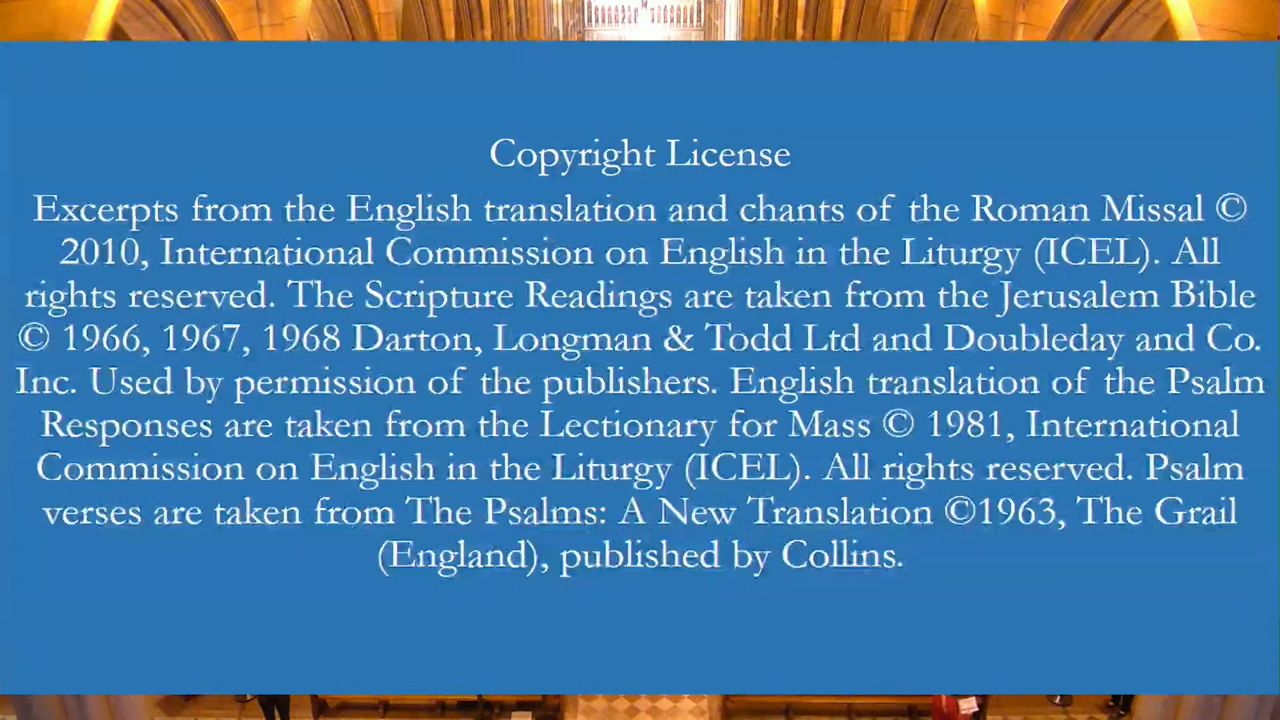 Copyright License
Excerpts from the English translation and chants of the Roman Missal ©
2010, International Commission on English in the Liturgy (ICEL). All
rights reserved. The Scripture Readings are taken from the Jerusalem Bible
© 1966, 1967, 1968 Darton, Longman & Todd Ltd and Doubleday and Co.
Inc. Used by permission of the publishers. English translation of the Psalm
Responses are taken from the Lectionary for Mass © 1981, International
Commission on English in the Liturgy (ICEL). All rights reserved. Psalm
verses are taken from The Psalms: A New Translation ©1963, The Grail
(England), published by Collins.